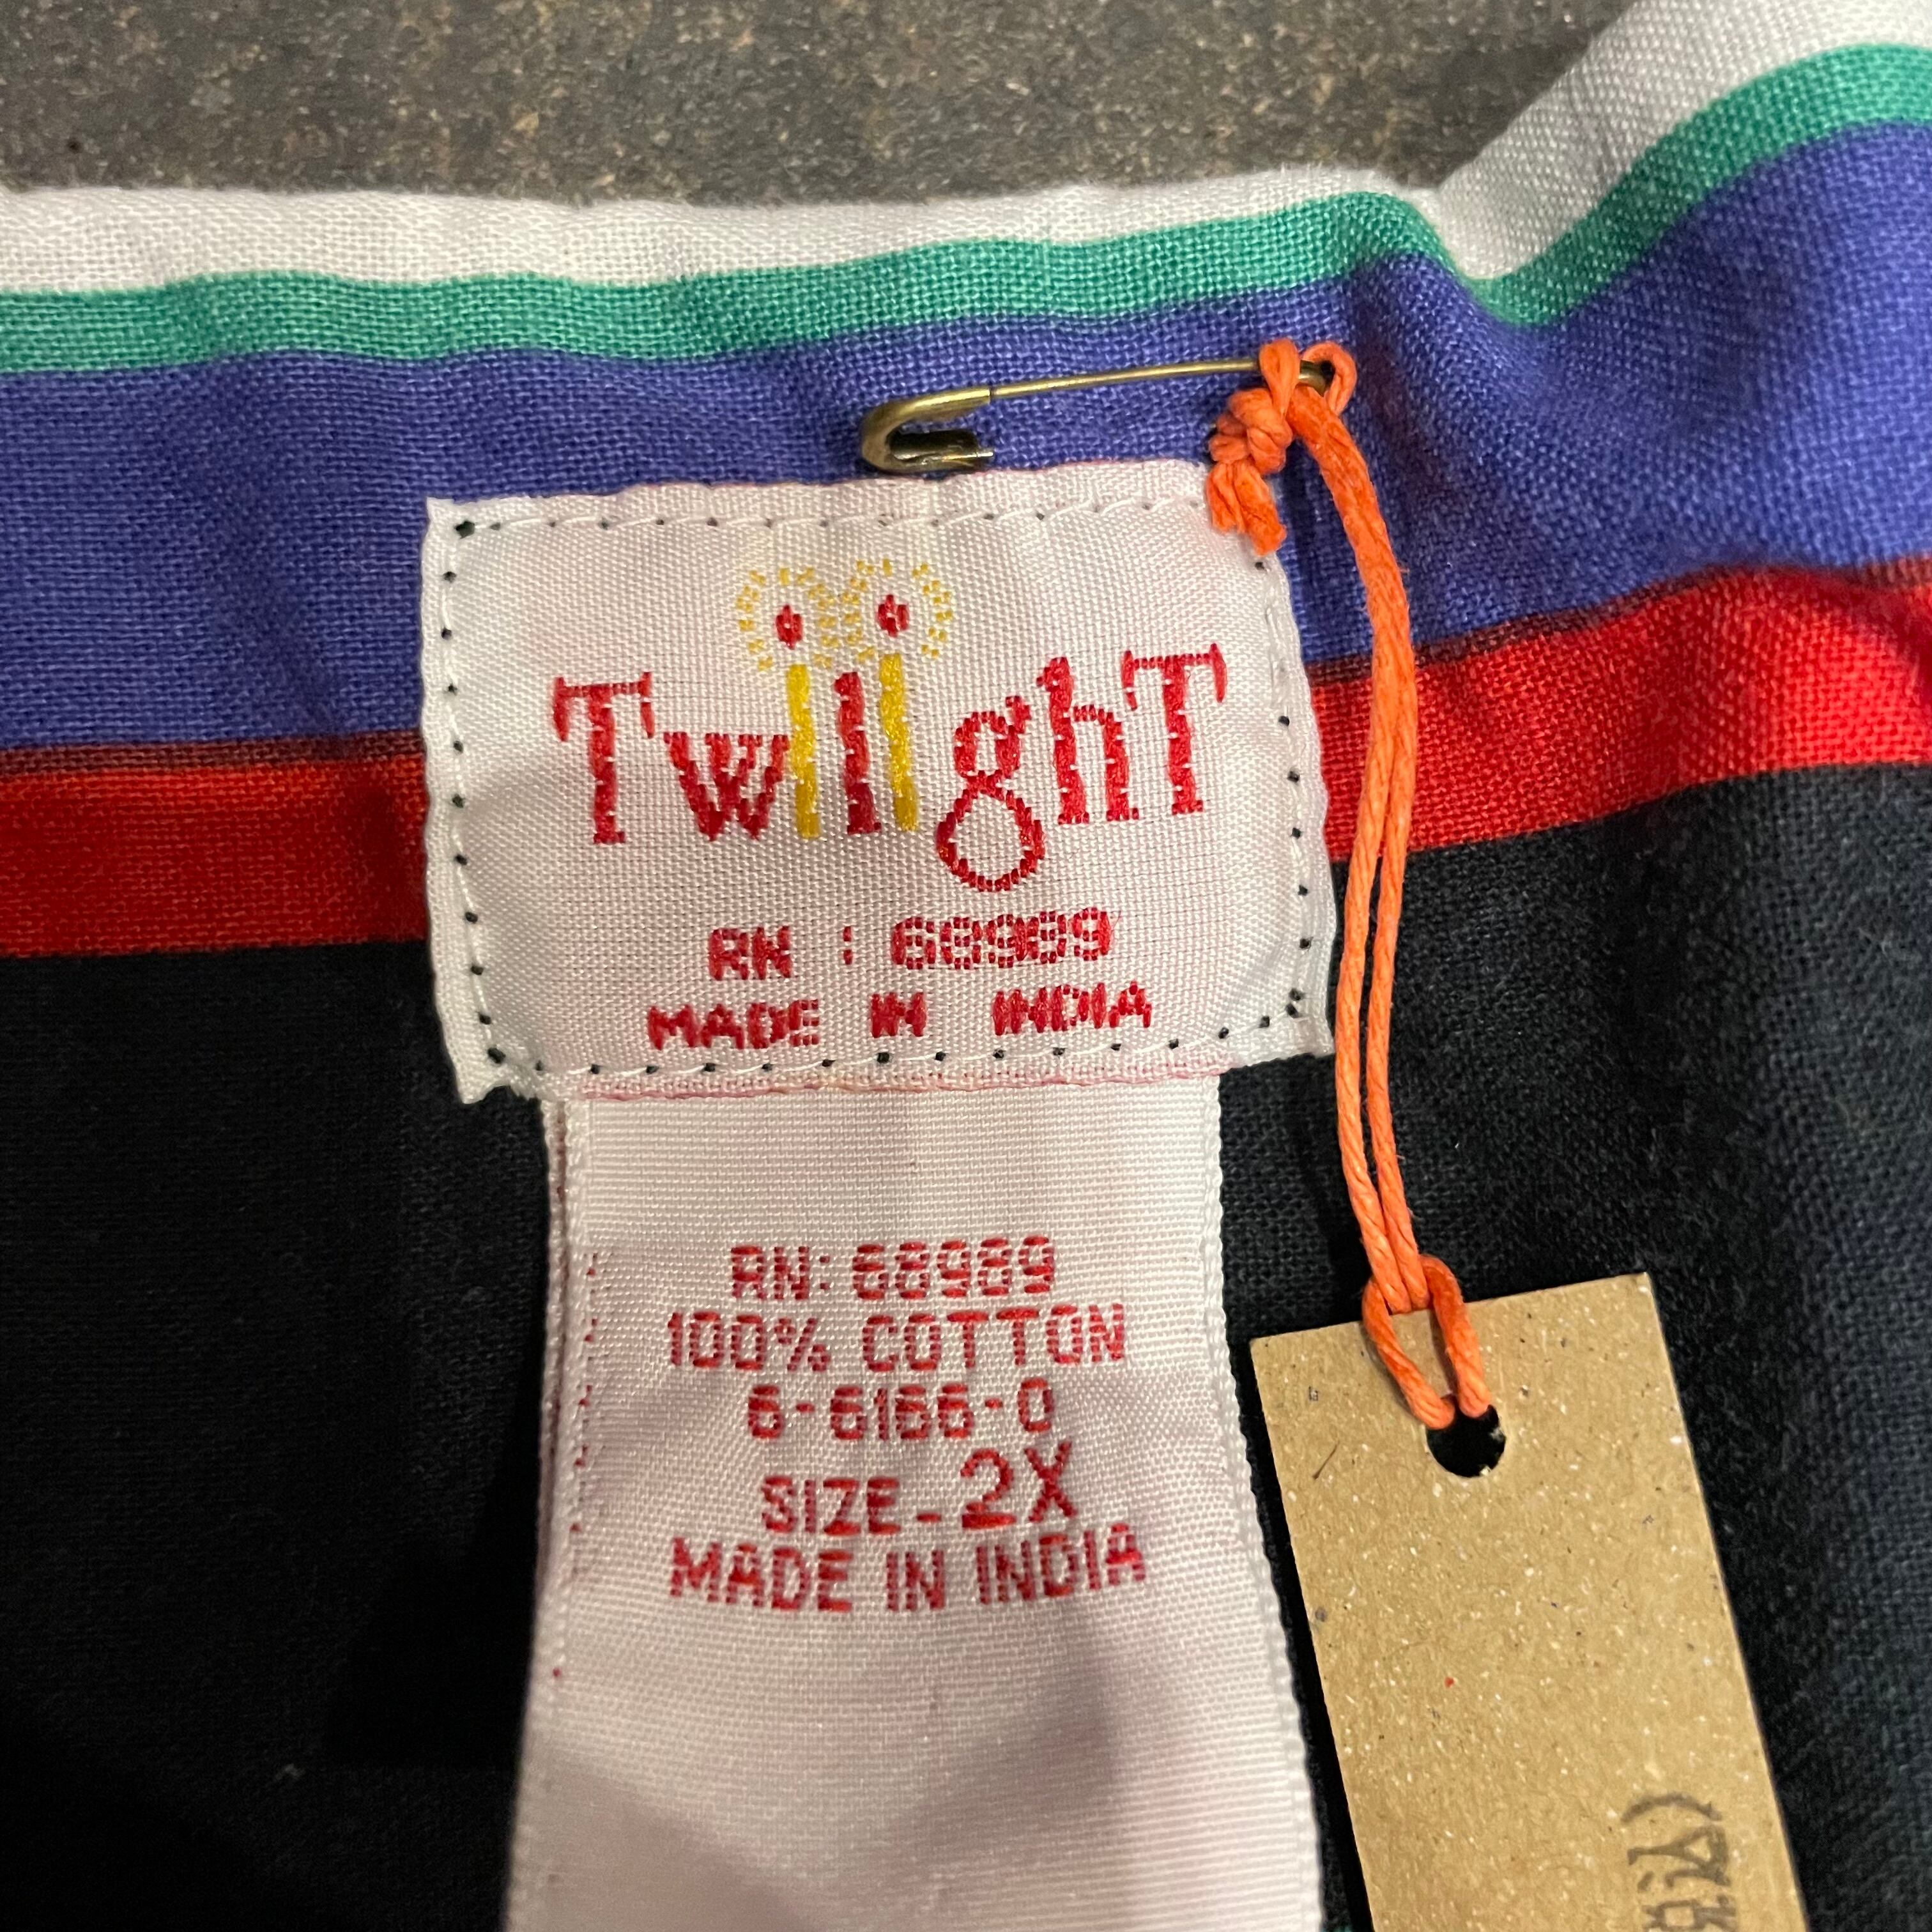 TwilighT
RN : 68989
MADE IN INDIA
RN: 68989
100% COTTON
6-6166-0
SIZE - 2X
MADE IN INDIA